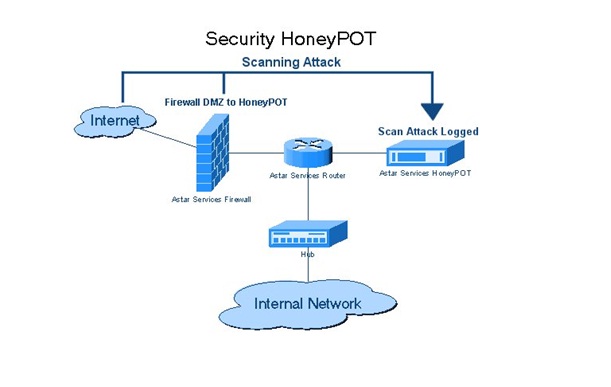 Security HoneyPOT
Scanning Attack
Firewall DMZ to HoneyPOT
Internet
Scan Attack Logged
Astar Services Router
Astar Services HoneyPOT
Astar Services Firewall
Hub
Internal Network